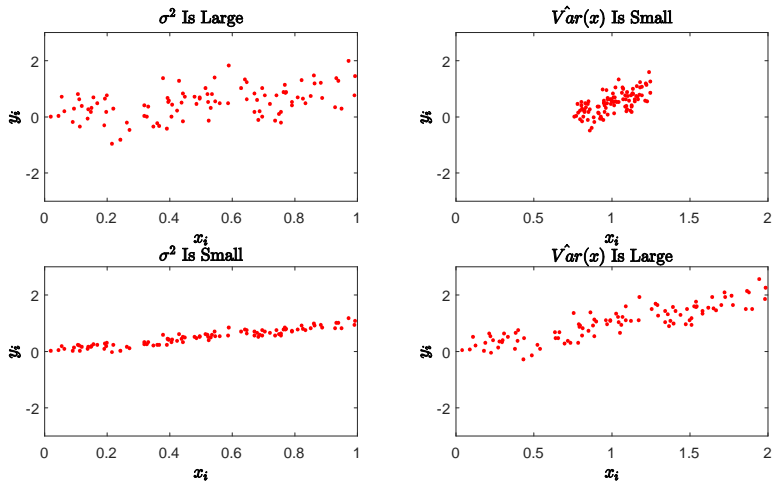 σ² Is Large
2
0
-2
yᵢ
0 0.2 0.4 0.6 0.8 1
xᵢ
Vâr(x) Is Small
2
0
-2
yᵢ
0 0.5 1 1.5 2
xᵢ
σ² Is Small
2
0
-2
yᵢ
0 0.2 0.4 0.6 0.8 1
xᵢ
Vâr(x) Is Large
2
0
-2
yᵢ
0 0.5 1 1.5 2
xᵢ